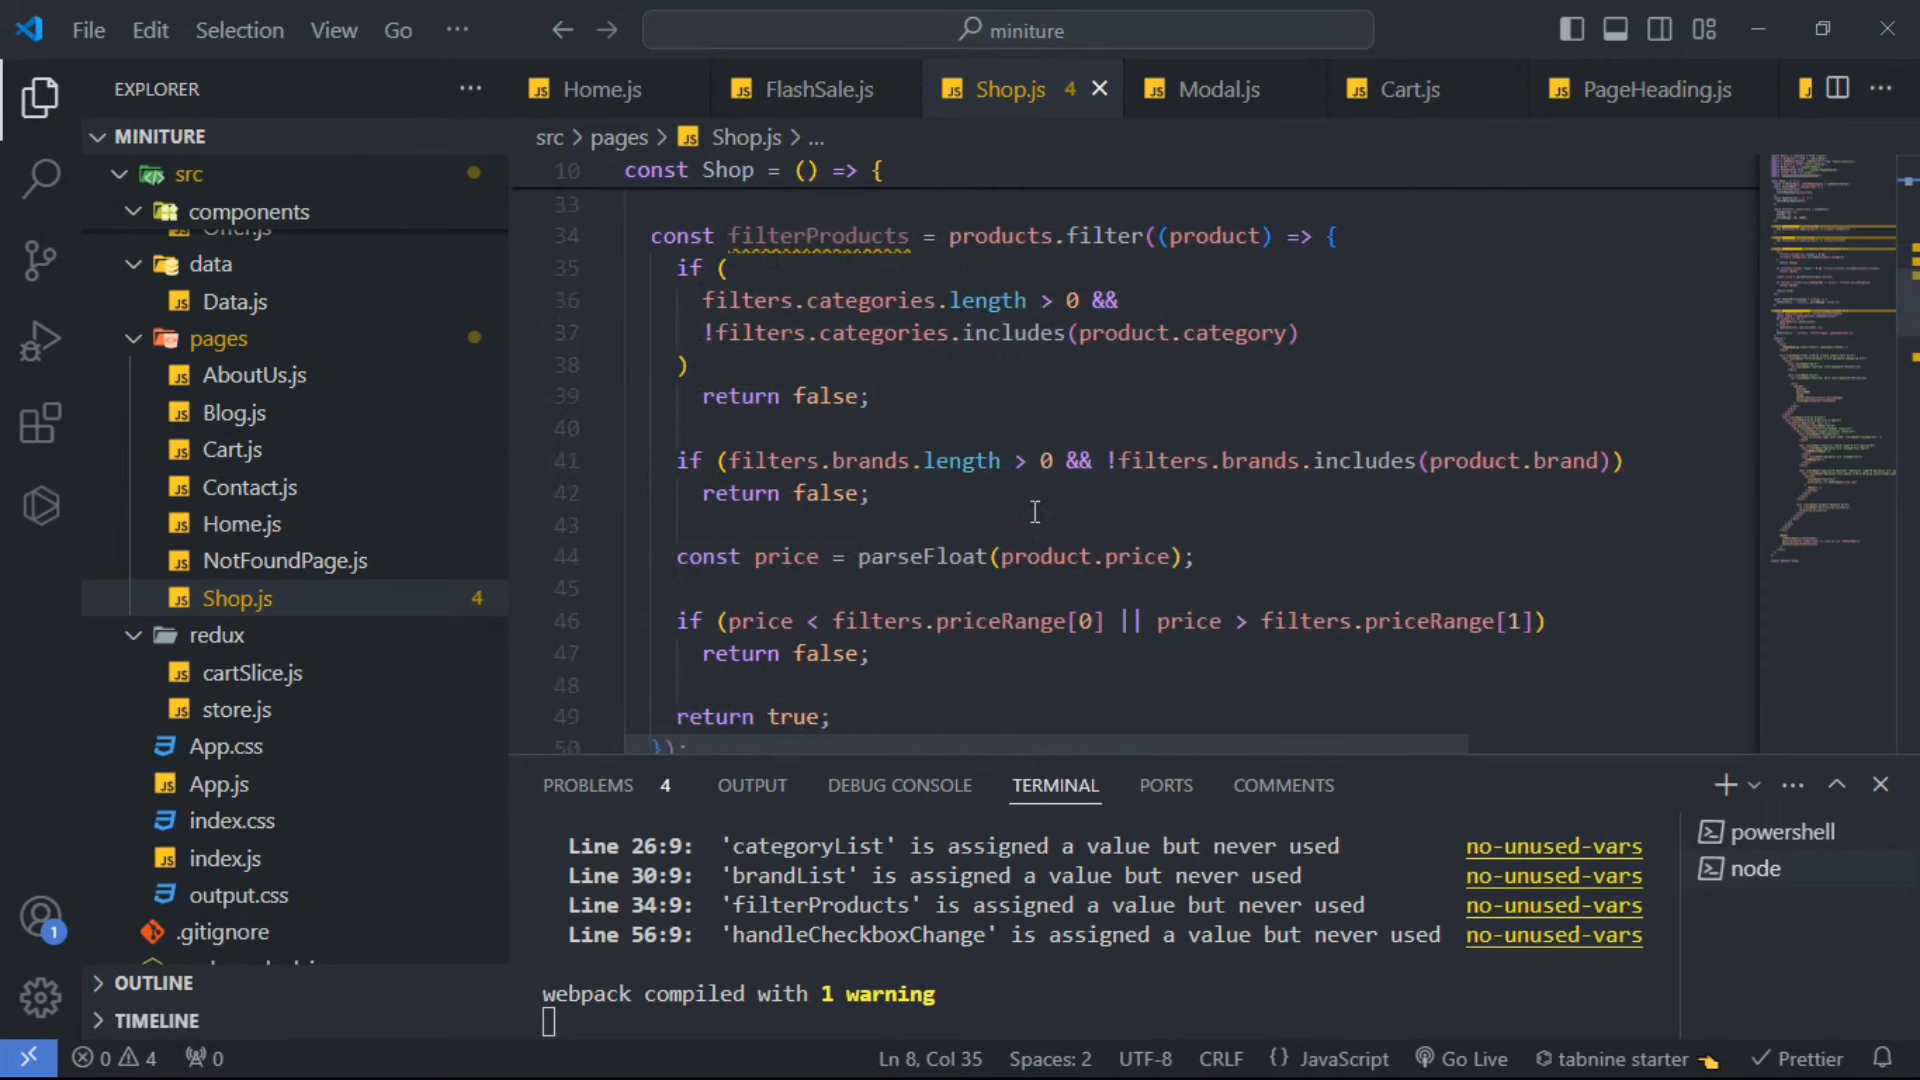 File Edit Selection View Go ··· miniture
EXPLORER ···
MINITURE
src
components
Offer.js
data
Data.js
pages
AboutUs.js
Blog.js
Cart.js
Contact.js
Home.js
NotFoundPage.js
Shop.js 4
redux
cartSlice.js
store.js
App.css
App.js
index.css
index.js
output.css
.gitignore
OUTLINE
TIMELINE
1
JS Home.js JS FlashSale.js JS Shop.js 4 JS Modal.js JS Cart.js JS PageHeading.js
src > pages > JS Shop.js > ...
10 const Shop = () => {
33
34 const filterProducts = products.filter((product) => {
35 if (
36 filters.categories.length > 0 &&
37 !filters.categories.includes(product.category)
38 )
39 return false;
40
41 if (filters.brands.length > 0 && !filters.brands.includes(product.brand))
42 return false;
43
44 const price = parseFloat(product.price);
45
46 if (price < filters.priceRange[0] || price > filters.priceRange[1])
47 return false;
48
49 return true;
50 });
PROBLEMS 4 OUTPUT DEBUG CONSOLE TERMINAL PORTS COMMENTS
Line 26:9: 'categoryList' is assigned a value but never used no-unused-vars
Line 30:9: 'brandList' is assigned a value but never used no-unused-vars
Line 34:9: 'filterProducts' is assigned a value but never used no-unused-vars
Line 56:9: 'handleCheckboxChange' is assigned a value but never used no-unused-vars
webpack compiled with 1 warning
powershell
node
0 4 0 Ln 8, Col 35 Spaces: 2 UTF-8 CRLF {} JavaScript Go Live tabnine starter Prettier